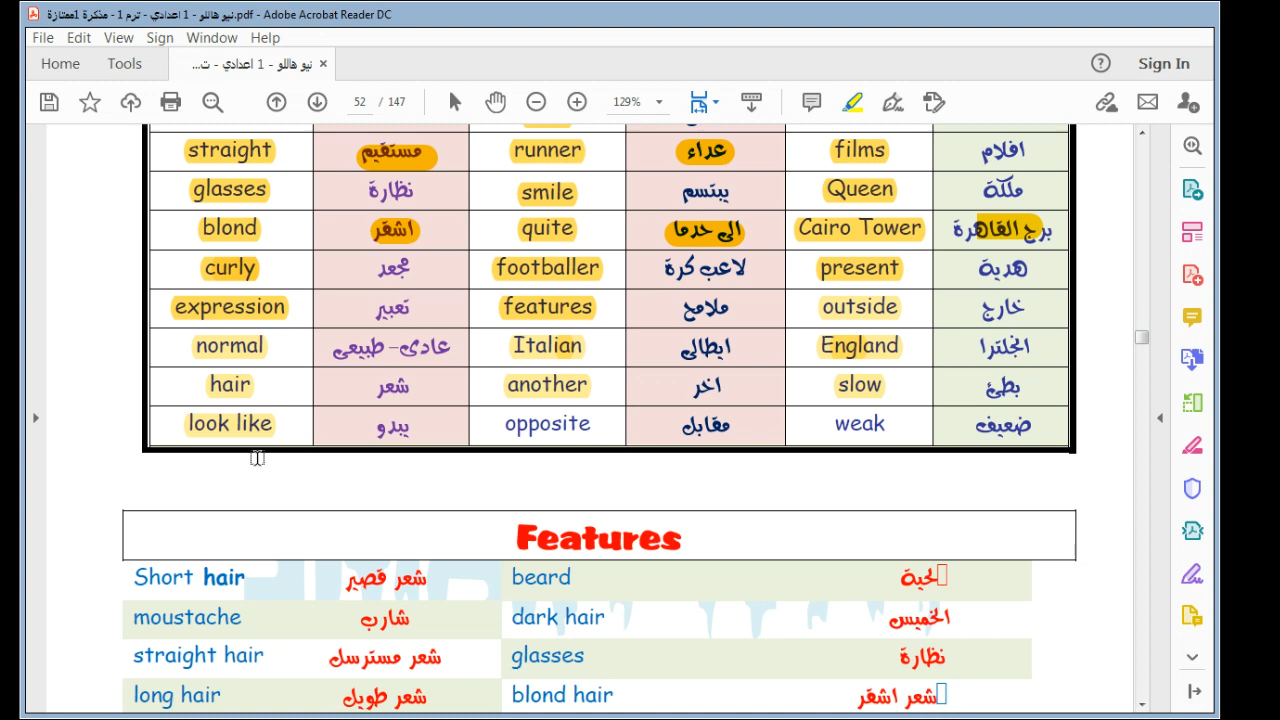 نيو هاللو - 1 اعدادي - ترم 1 - مذكرة 1ممتازة.pdf - Adobe Acrobat Reader DC
File Edit View Sign Window Help
Home Tools نيو هاللو - 1 اعدادي - ت... × ? Sign In
52 / 147 129%
straight مستقيم runner عداء films افلام
glasses نظارة smile يبتسم Queen ملكة
blond اشقر quite الى حدما Cairo Tower برج القاهرة
curly مجعد footballer لاعب كرة present هدية
expression تعبير features ملامح outside خارج
normal عادى – طبيعى Italian ايطالى England انجلترا
hair شعر another اخر slow بطئ
look like يبدو opposite مقابل weak ضعيف
Features
Short hair شعر قصير beard لحية
moustache شارب dark hair الخميس
straight hair شعر مسترسل glasses نظارة
long hair شعر طويل blond hair شعر اشقر